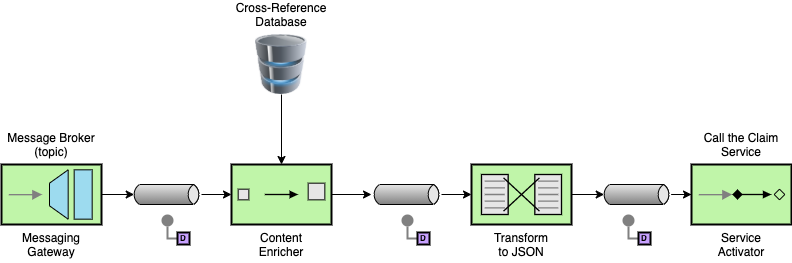 Cross-Reference
Database
Message Broker
(topic)
Call the Claim
Service
D
D
D
Messaging
Gateway
Content
Enricher
Transform
to JSON
Service
Activator